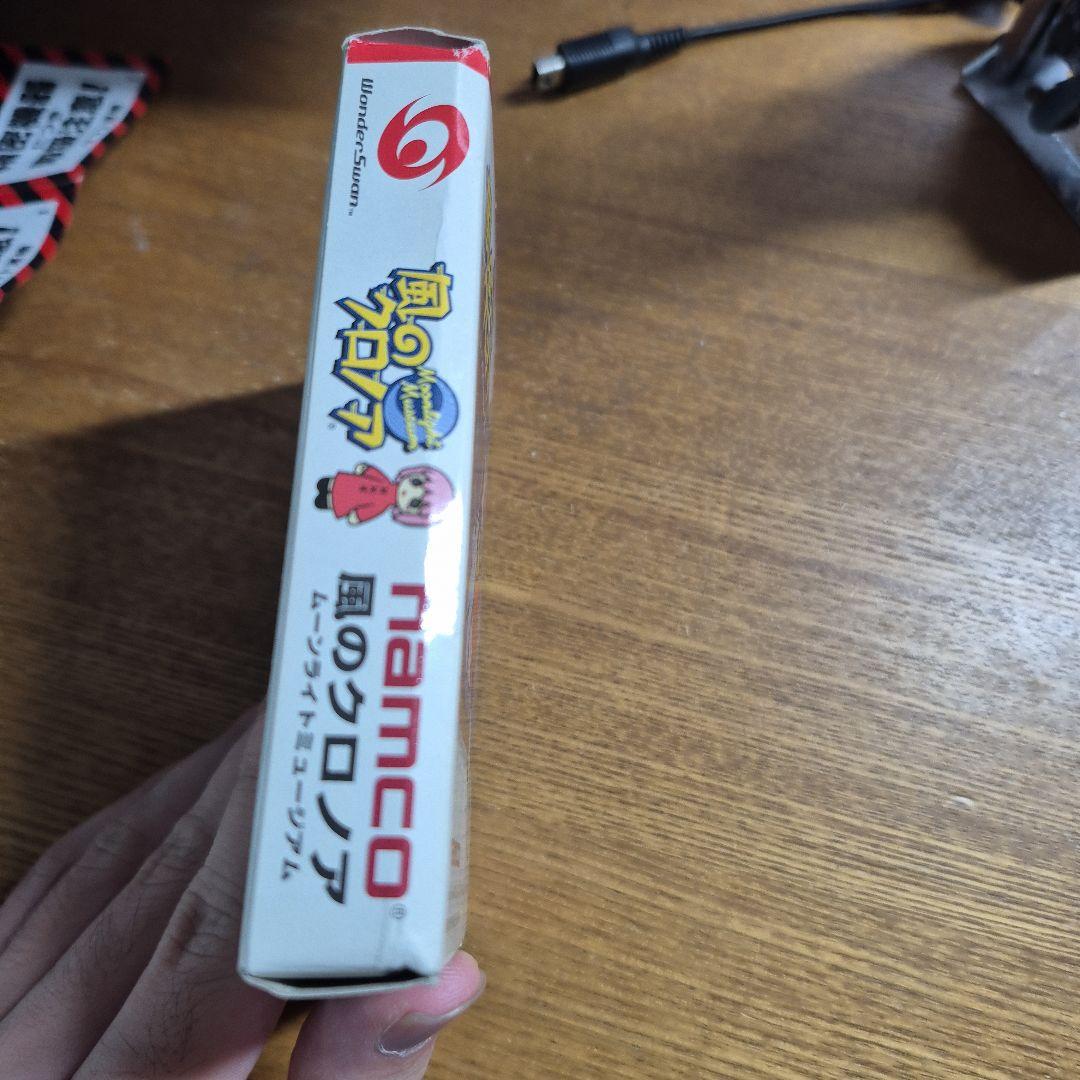 WonderSwan™
風の
クロノア®
Moonlight
Museum
namco®
風のクロノア
ムーンライトミュージアム